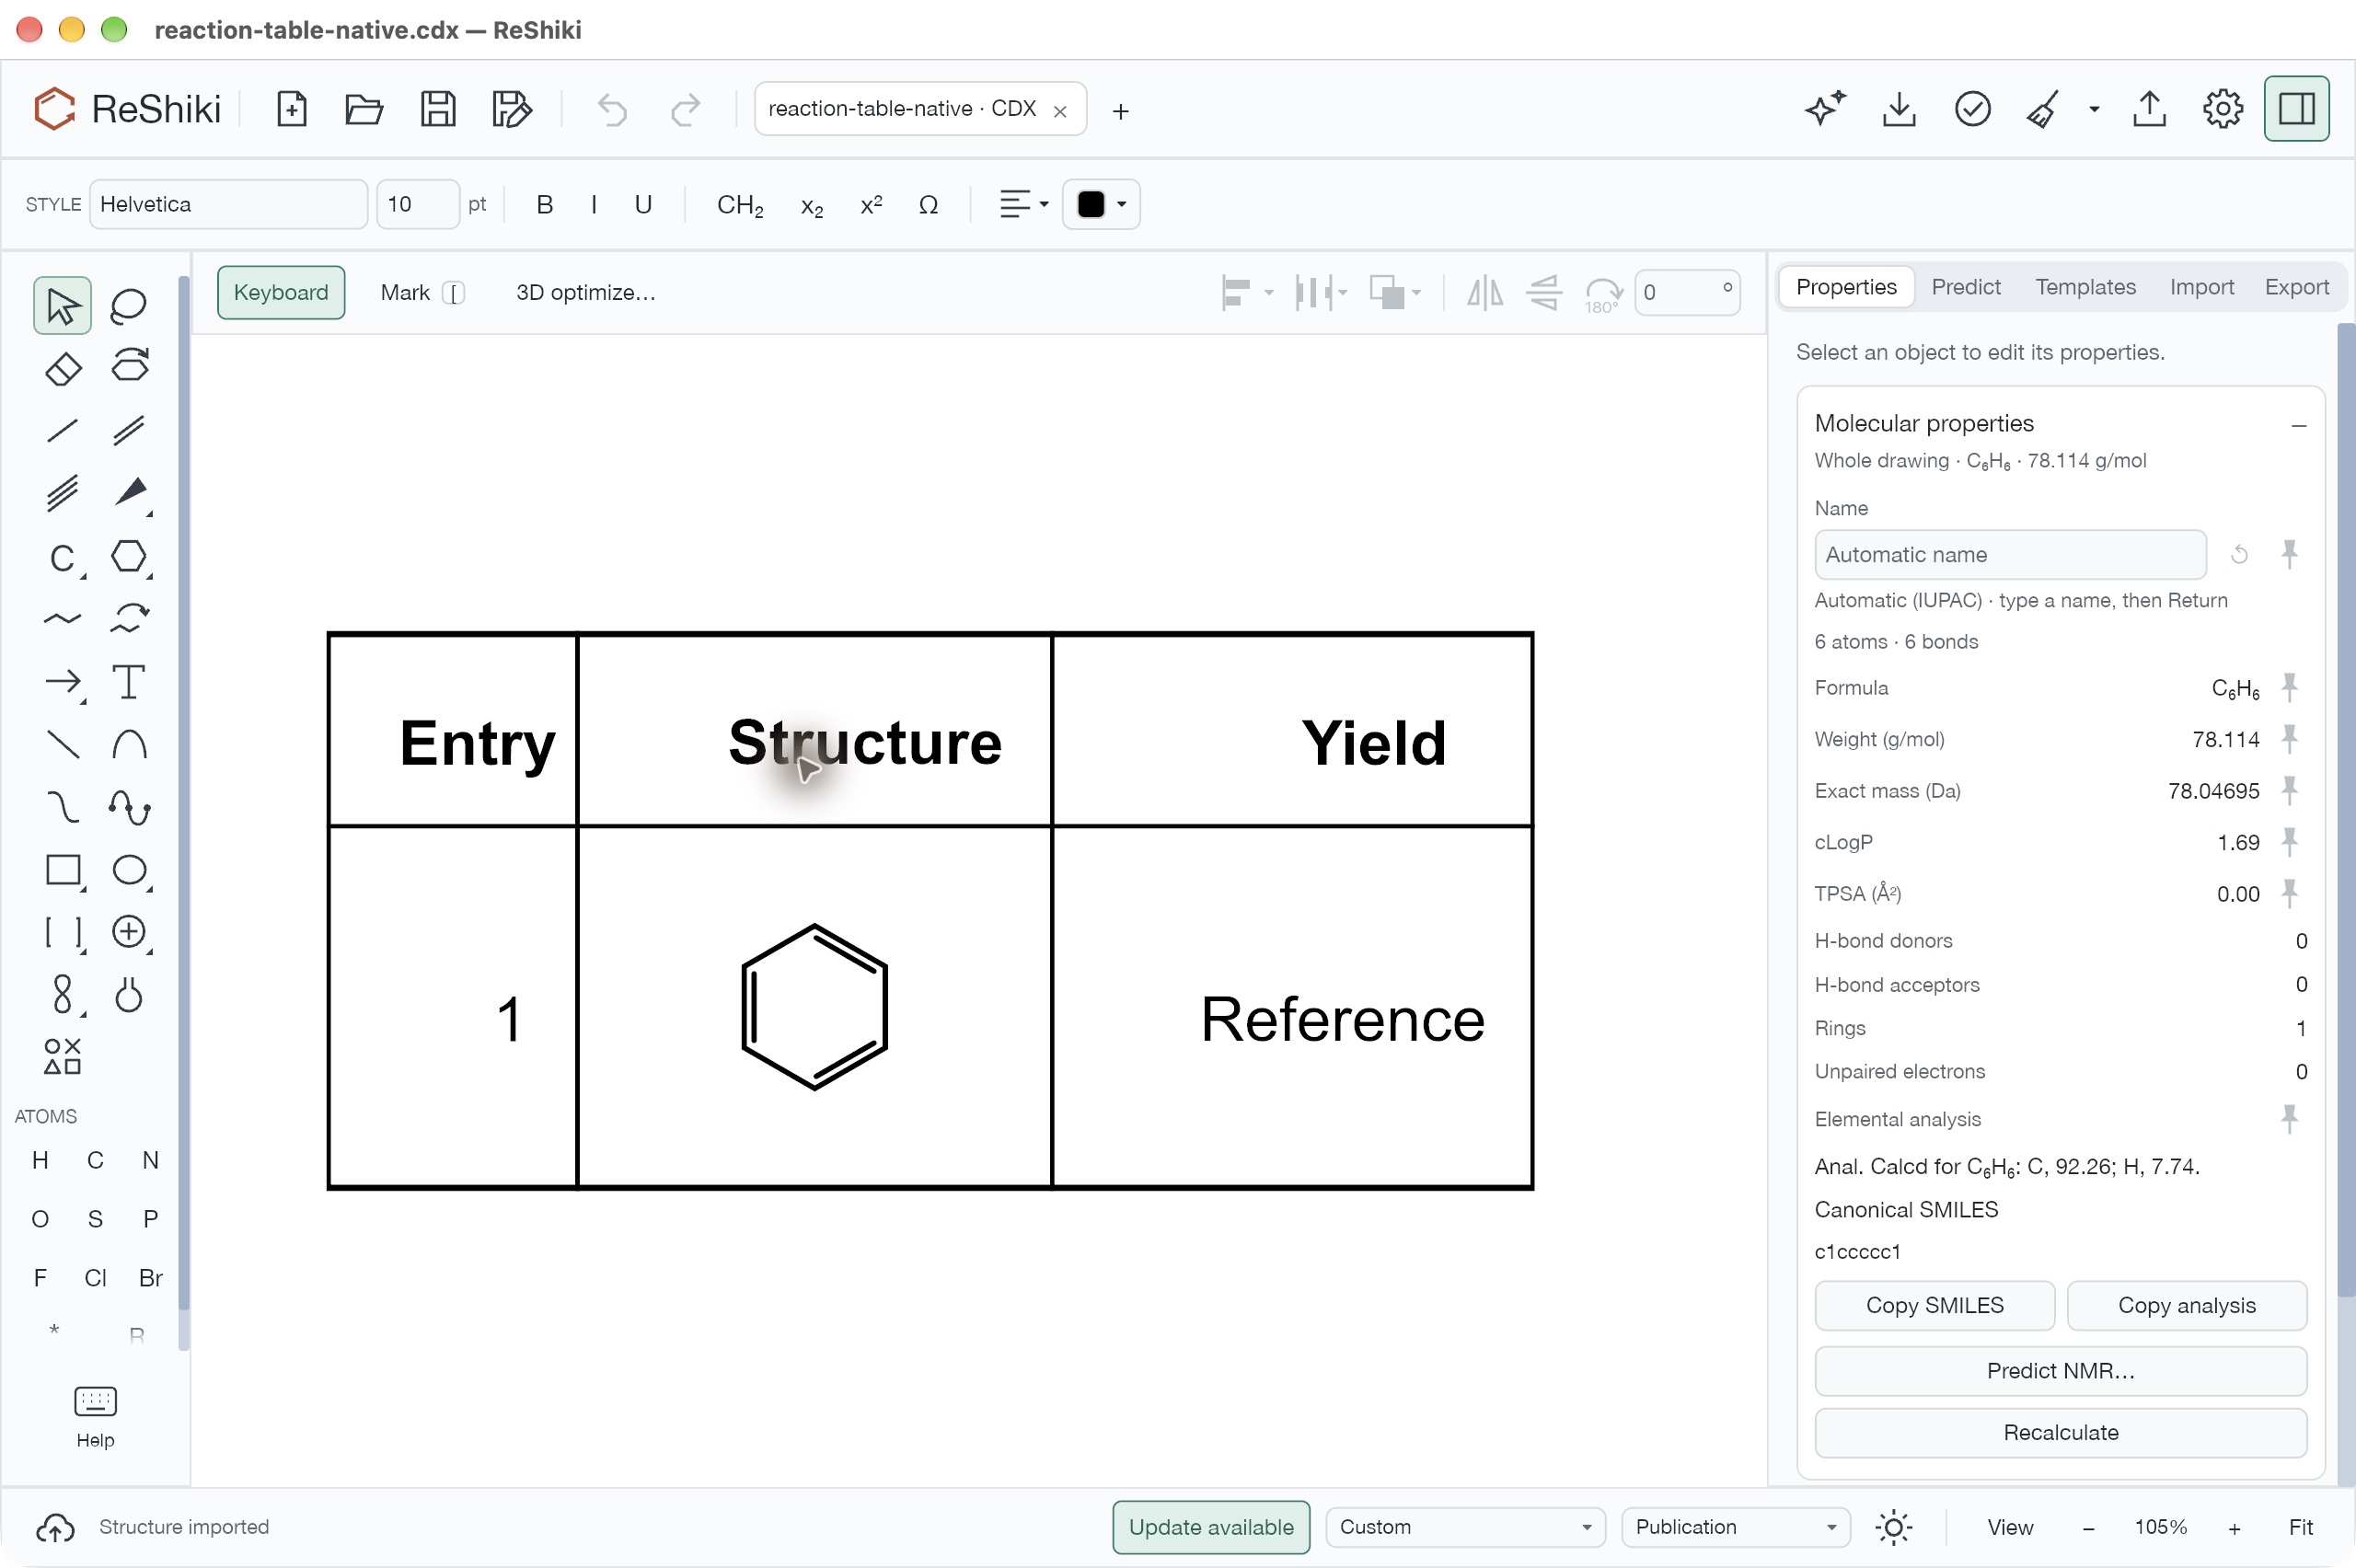 reaction-table-native.cdx — ReShiki
ReShiki
reaction-table-native · CDX × +
STYLE Helvetica 10 pt B I U CH₂ x₂ x² Ω
Keyboard Mark [ 3D optimize... 180° 0 °
Properties Predict Templates Import Export
Select an object to edit its properties.
Molecular properties –
Whole drawing · C₆H₆ · 78.114 g/mol
Name
Automatic name
Automatic (IUPAC) · type a name, then Return
6 atoms · 6 bonds
Formula C₆H₆
Weight (g/mol) 78.114
Exact mass (Da) 78.04695
cLogP 1.69
TPSA (Å²) 0.00
H-bond donors 0
H-bond acceptors 0
Rings 1
Unpaired electrons 0
Elemental analysis
Anal. Calcd for C₆H₆: C, 92.26; H, 7.74.
Canonical SMILES
c1ccccc1
Copy SMILES Copy analysis
Predict NMR...
Recalculate
Entry Structure Yield
1 Reference
C
T
ATOMS
H C N
O S P
F Cl Br
* R
Help
Structure imported Update available Custom Publication View – 105% + Fit